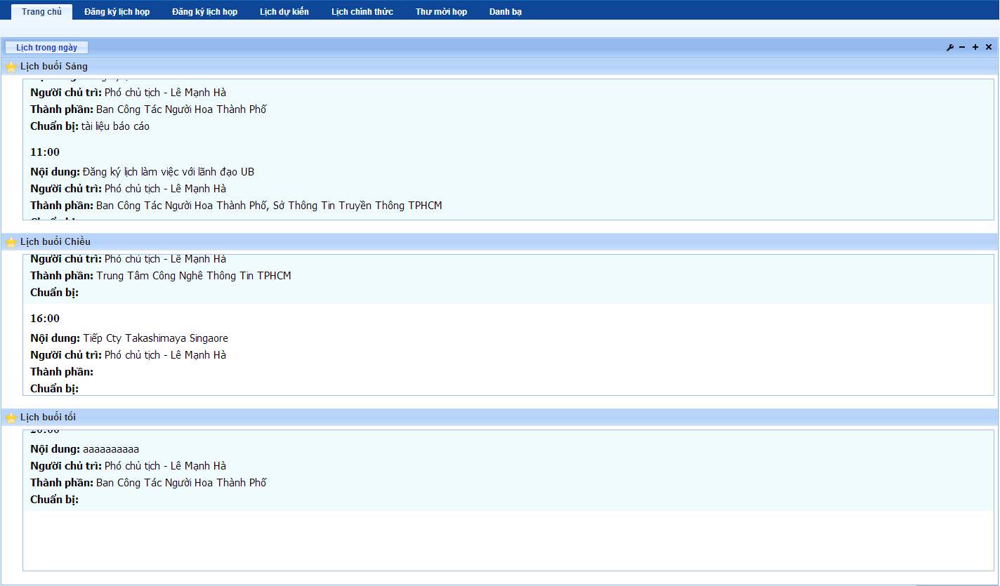 Trang chủ Đăng ký lịch họp Đăng ký lịch họp Lịch dự kiến Lịch chính thức Thư mời họp Danh bạ
Lịch trong ngày
Lịch buổi Sáng
Người chủ trì: Phó chủ tịch - Lê Mạnh Hà
Thành phần: Ban Công Tác Người Hoa Thành Phố
Chuẩn bị: tài liệu báo cáo
11:00
Nội dung: Đăng ký lịch làm việc với lãnh đạo UB
Người chủ trì: Phó chủ tịch - Lê Mạnh Hà
Thành phần: Ban Công Tác Người Hoa Thành Phố, Sở Thông Tin Truyền Thông TPHCM
Lịch buổi Chiều
Người chủ trì: Phó chủ tịch - Lê Mạnh Hà
Thành phần: Trung Tâm Công Nghê Thông Tin TPHCM
Chuẩn bị:
16:00
Nội dung: Tiếp Cty Takashimaya Singaore
Người chủ trì: Phó chủ tịch - Lê Mạnh Hà
Thành phần:
Chuẩn bị:
Lịch buổi tối
20:00
Nội dung: aaaaaaaaaa
Người chủ trì: Phó chủ tịch - Lê Mạnh Hà
Thành phần: Ban Công Tác Người Hoa Thành Phố
Chuẩn bị: